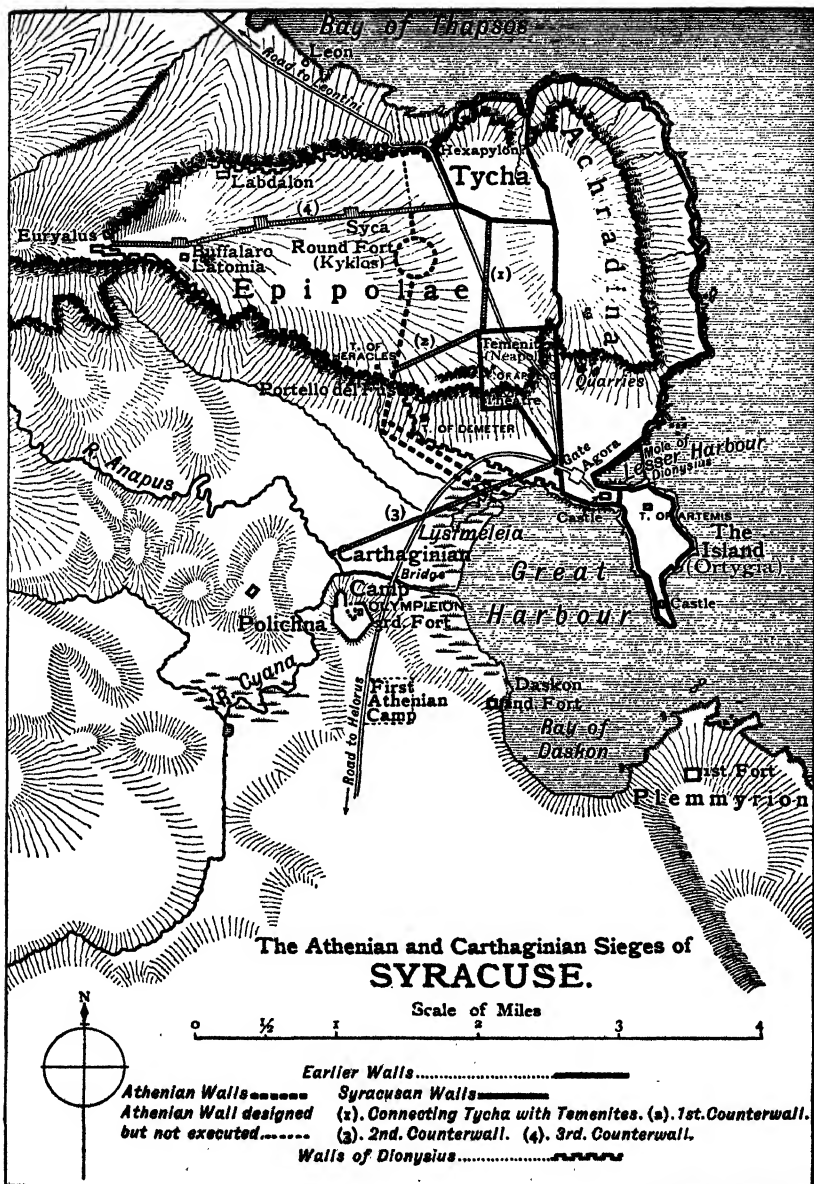 Bay of Thapsos
Leon
Road to Leontini
Hexapylon
Tycha
Achradina
Labdalon
(4)
Syca
Euryalus
Buffalaro
Latomia
Round Fort
(Kyklos)
(1)
Epipolae
(2)
T. OF
HERACLES
Temenites
(Neapolis)
Theatre
Quarries
Portello del Fusco
T. OF DEMETER
Gate
Agora
Mole of
Lesser Harbour
Dionysius
R. Anapus
(3)
Castle
T. OF ARTEMIS
Lysimeleia
The
Island
(Ortygia)
Carthaginian
Bridge
Great
Camp
Harbour
Castle
OLYMPIEION
Polichna
3rd. Fort
R. Cyana
First
Athenian
Camp
Daskon
2nd Fort
Road to Helorus
Bay of
Daskon
1st. Fort
Plemmyrion
The Athenian and Carthaginian Sieges of
SYRACUSE.
N
Scale of Miles
0 ½ 1 2 3 4
Earlier Walls
Athenian Walls Syracusan Walls
Athenian Wall designed (1). Connecting Tycha with Temenites. (2). 1st. Counterwall.
but not executed (3). 2nd. Counterwall. (4). 3rd. Counterwall.
Walls of Dionysius